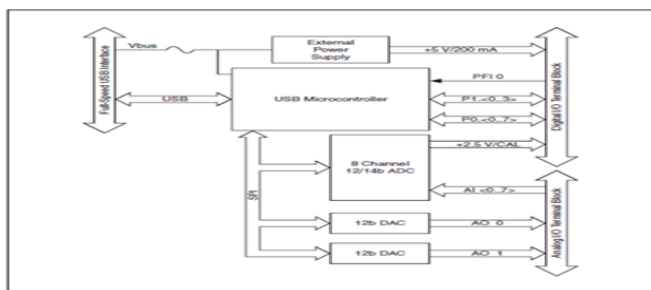 Vbus
External
Power
Supply
+5 V/200 mA
Full-Speed USB Interface
USB
USB Microcontroller
PFI 0
P1.<0..3>
P0.<0..7>
Digital I/O Terminal Block
+2.5 V/CAL
8 Channel
12/14b ADC
AI <0..7>
SPI
12b DAC
AO 0
12b DAC
AO 1
Analog I/O Terminal Block